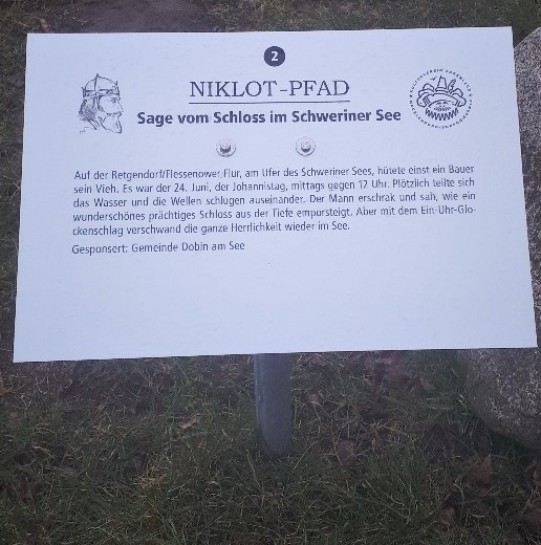 2
NIKLOT-PFAD
Sage vom Schloss im Schweriner See
Auf der Retgendorf/Flessenower Flur, am Ufer des Schweriner Sees, hütete einst ein Bauer
sein Vieh. Es war der 24. Juni, der Johannistag, mittags gegen 12 Uhr. Plötzlich teilte sich
das Wasser und die Wellen schlugen auseinander. Der Mann erschrak und sah, wie ein
wunderschönes prächtiges Schloss aus der Tiefe emporsteigt. Aber mit dem Ein-Uhr-Glo-
ckenschlag verschwand die ganze Herrlichkeit wieder im See.
Gesponsert: Gemeinde Dobin am See